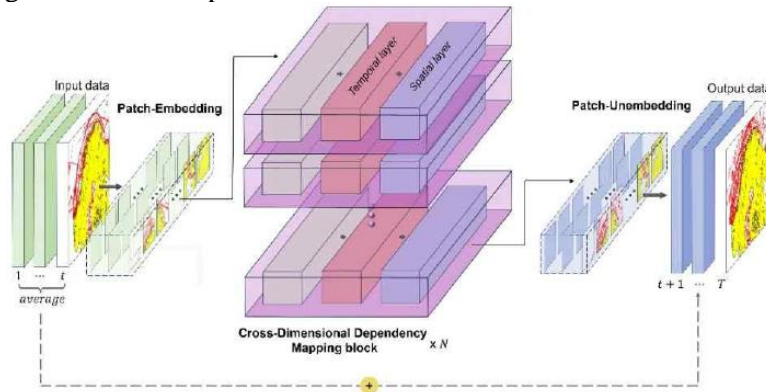 Input data
Patch-Embedding
Temporal layer
Spatial layer
Patch-Unembedding
Output data
1 ... t
average
t + 1 ... T
Cross-Dimensional Dependency
Mapping block
x N
+